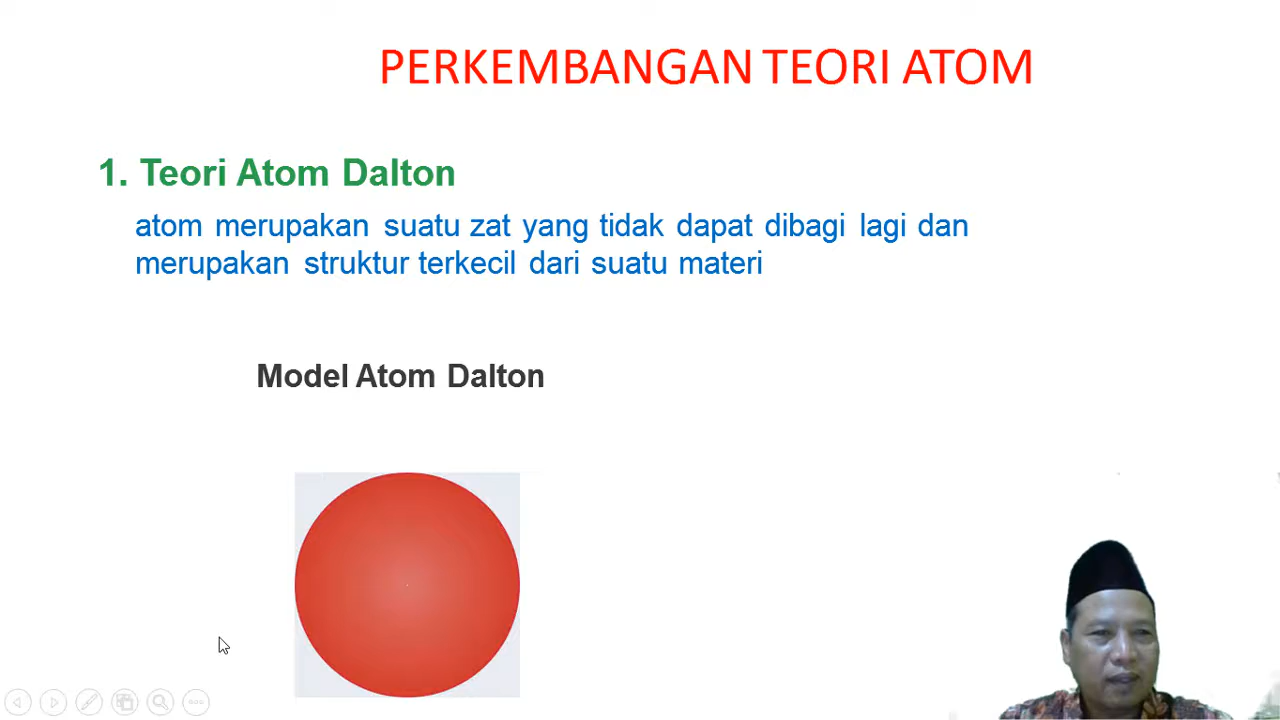 PERKEMBANGAN TEORI ATOM
1. Teori Atom Dalton
atom merupakan suatu zat yang tidak dapat dibagi lagi dan
merupakan struktur terkecil dari suatu materi
Model Atom Dalton